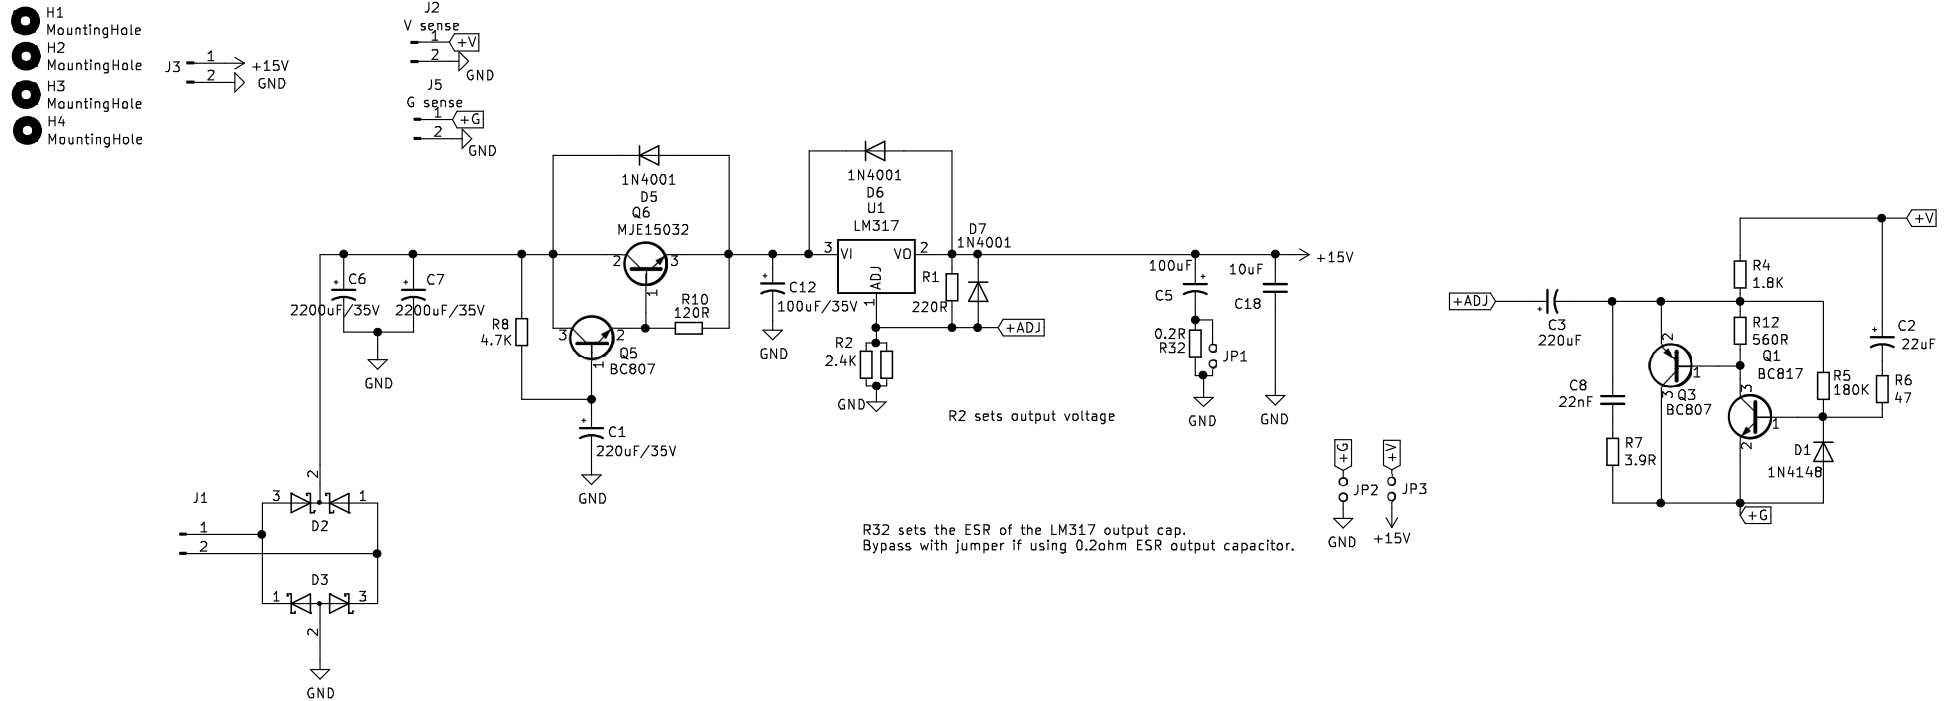 H1
MountingHole
H2
MountingHole
H3
MountingHole
H4
MountingHole
J3
1
2
+15V
GND
J2
V sense
1
+V
2
GND
J5
G sense
1
+G
2
GND
1N4001
D5
Q6
MJE15032
2
3
1
R10
120R
C6
2200uF/35V
C7
2200uF/35V
GND
R8
4.7K
3
2
1
Q5
BC807
C1
220uF/35V
GND
C12
100uF/35V
GND
1N4001
D6
U1
LM317
3
VI
VO
2
ADJ
1
D7
1N4001
R1
220R
+ADJ
R2
2.4K
GND
R2 sets output voltage
100uF
C5
0.2R
R32
JP1
GND
10uF
C18
GND
+15V
J1
1
2
2
3
1
D2
D3
1
3
2
GND
R32 sets the ESR of the LM317 output cap.
Bypass with jumper if using 0.2ohm ESR output capacitor.
+G
JP2
GND
+V
JP3
+15V
+V
R4
1.8K
+ADJ
C3
220uF
R12
560R
Q1
BC817
C2
22uF
2
1
3
Q3
BC807
C8
22nF
R5
180K
R6
47
3
1
2
R7
3.9R
D1
1N4148
+G